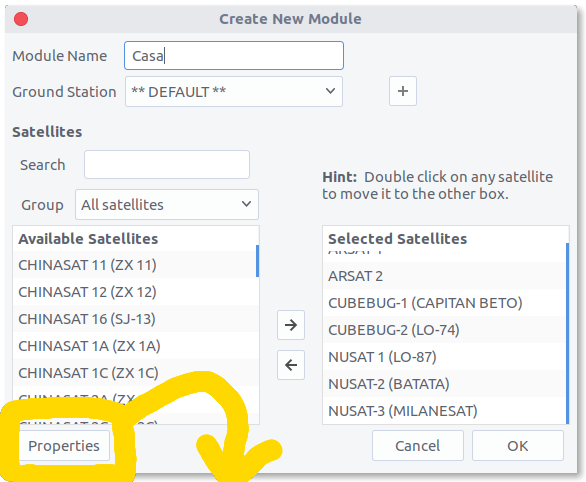 Create New Module
Module Name Casa
Ground Station ** DEFAULT **
Satellites
Search
Hint: Double click on any satellite
to move it to the other box.
Group All satellites
Available Satellites
CHINASAT 11 (ZX 11)
CHINASAT 12 (ZX 12)
CHINASAT 16 (SJ-13)
CHINASAT 1A (ZX 1A)
CHINASAT 1C (ZX 1C)
CHINASAT 2A (ZX
Selected Satellites
ARSAT 1
ARSAT 2
CUBEBUG-1 (CAPITAN BETO)
CUBEBUG-2 (LO-74)
NUSAT 1 (LO-87)
NUSAT-2 (BATATA)
NUSAT-3 (MILANESAT)
Properties
Cancel
OK